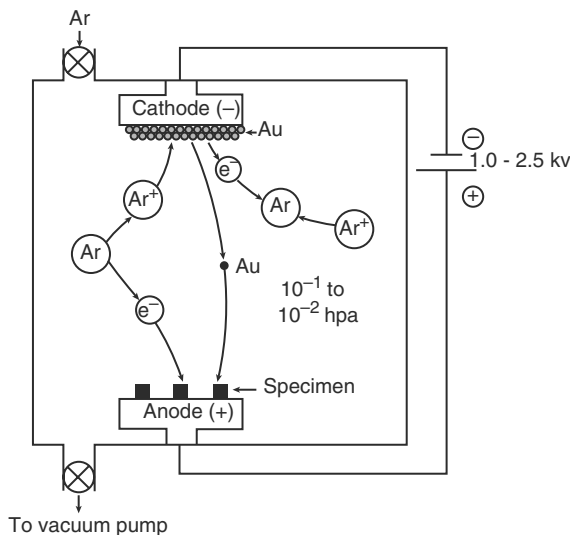 Ar
Cathode (–)
Au
–
1.0 - 2.5 kv
+
e–
Ar+
Ar
Ar+
Ar
Au
10–1 to
10–2 hpa
e–
Specimen
Anode (+)
To vacuum pump